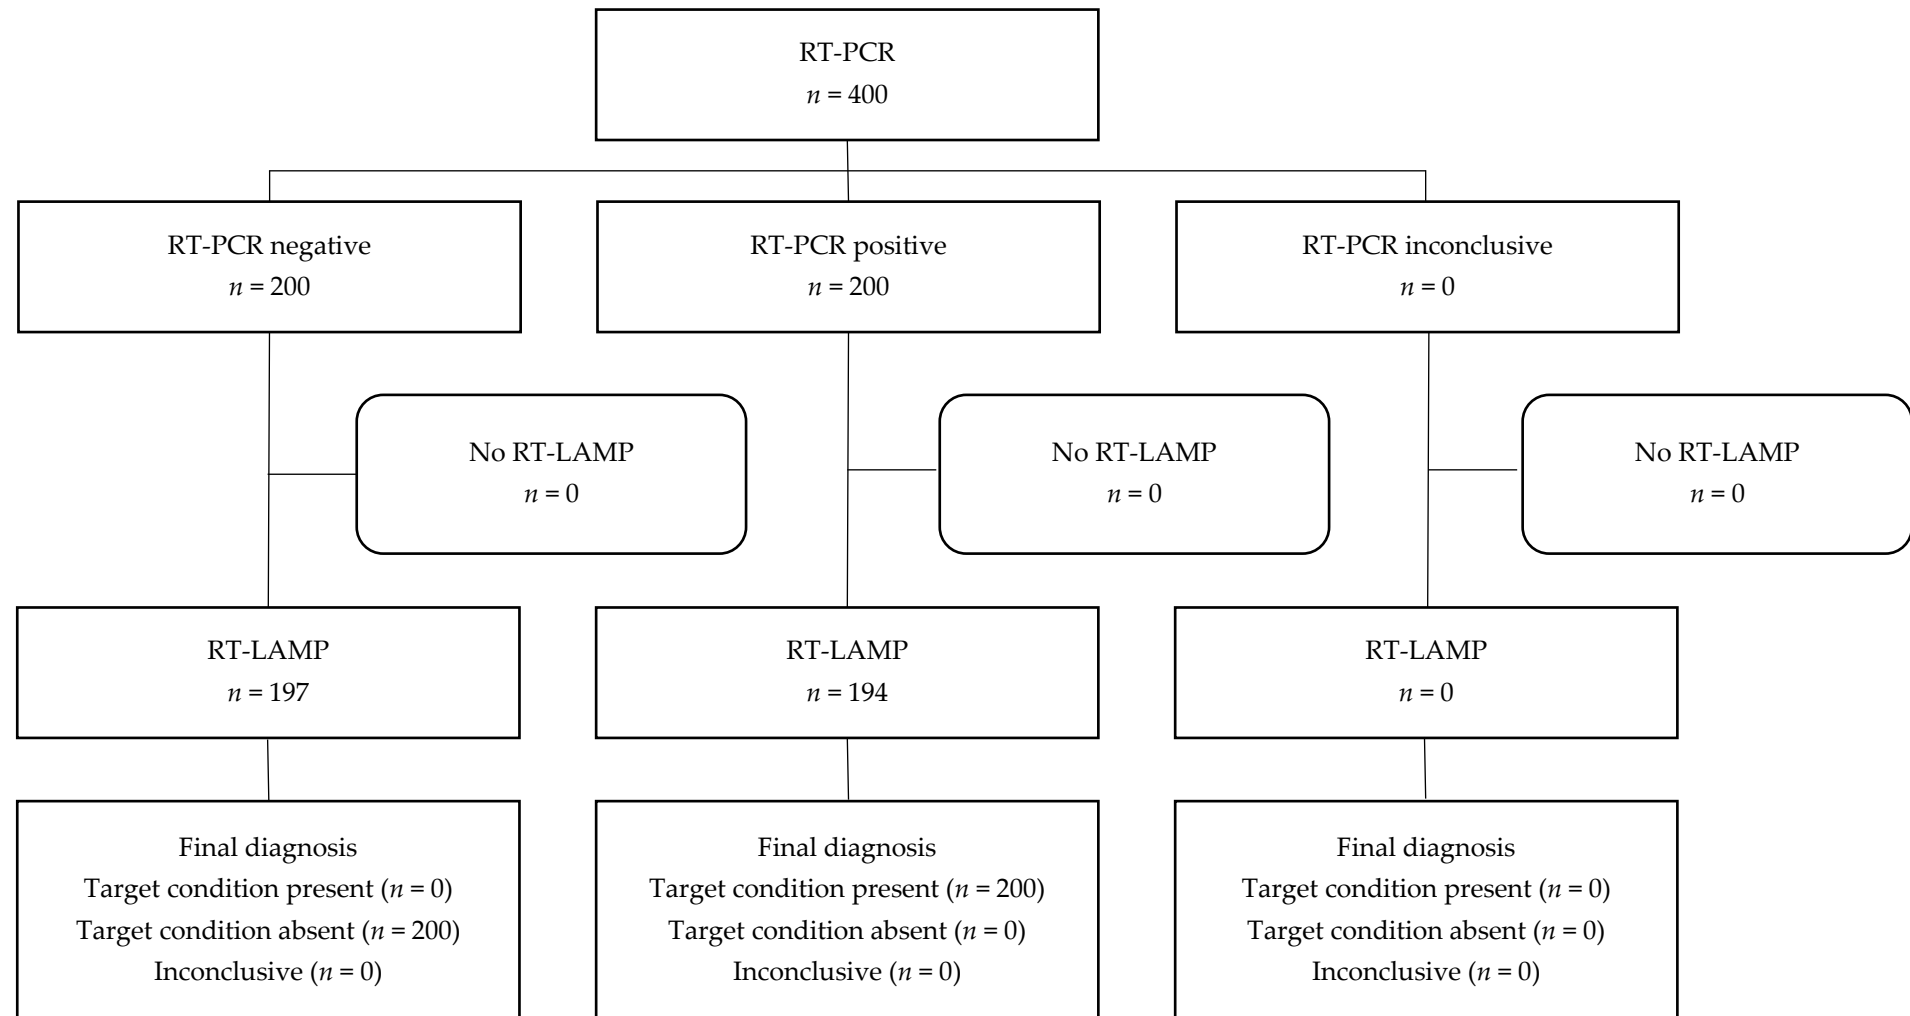 RT-PCR
n = 400
RT-PCR negative
n = 200
RT-PCR positive
n = 200
RT-PCR inconclusive
n = 0
No RT-LAMP
n = 0
No RT-LAMP
n = 0
No RT-LAMP
n = 0
RT-LAMP
n = 197
RT-LAMP
n = 194
RT-LAMP
n = 0
Final diagnosis
Target condition present (n = 0)
Target condition absent (n = 200)
Inconclusive (n = 0)
Final diagnosis
Target condition present (n = 200)
Target condition absent (n = 0)
Inconclusive (n = 0)
Final diagnosis
Target condition present (n = 0)
Target condition absent (n = 0)
Inconclusive (n = 0)